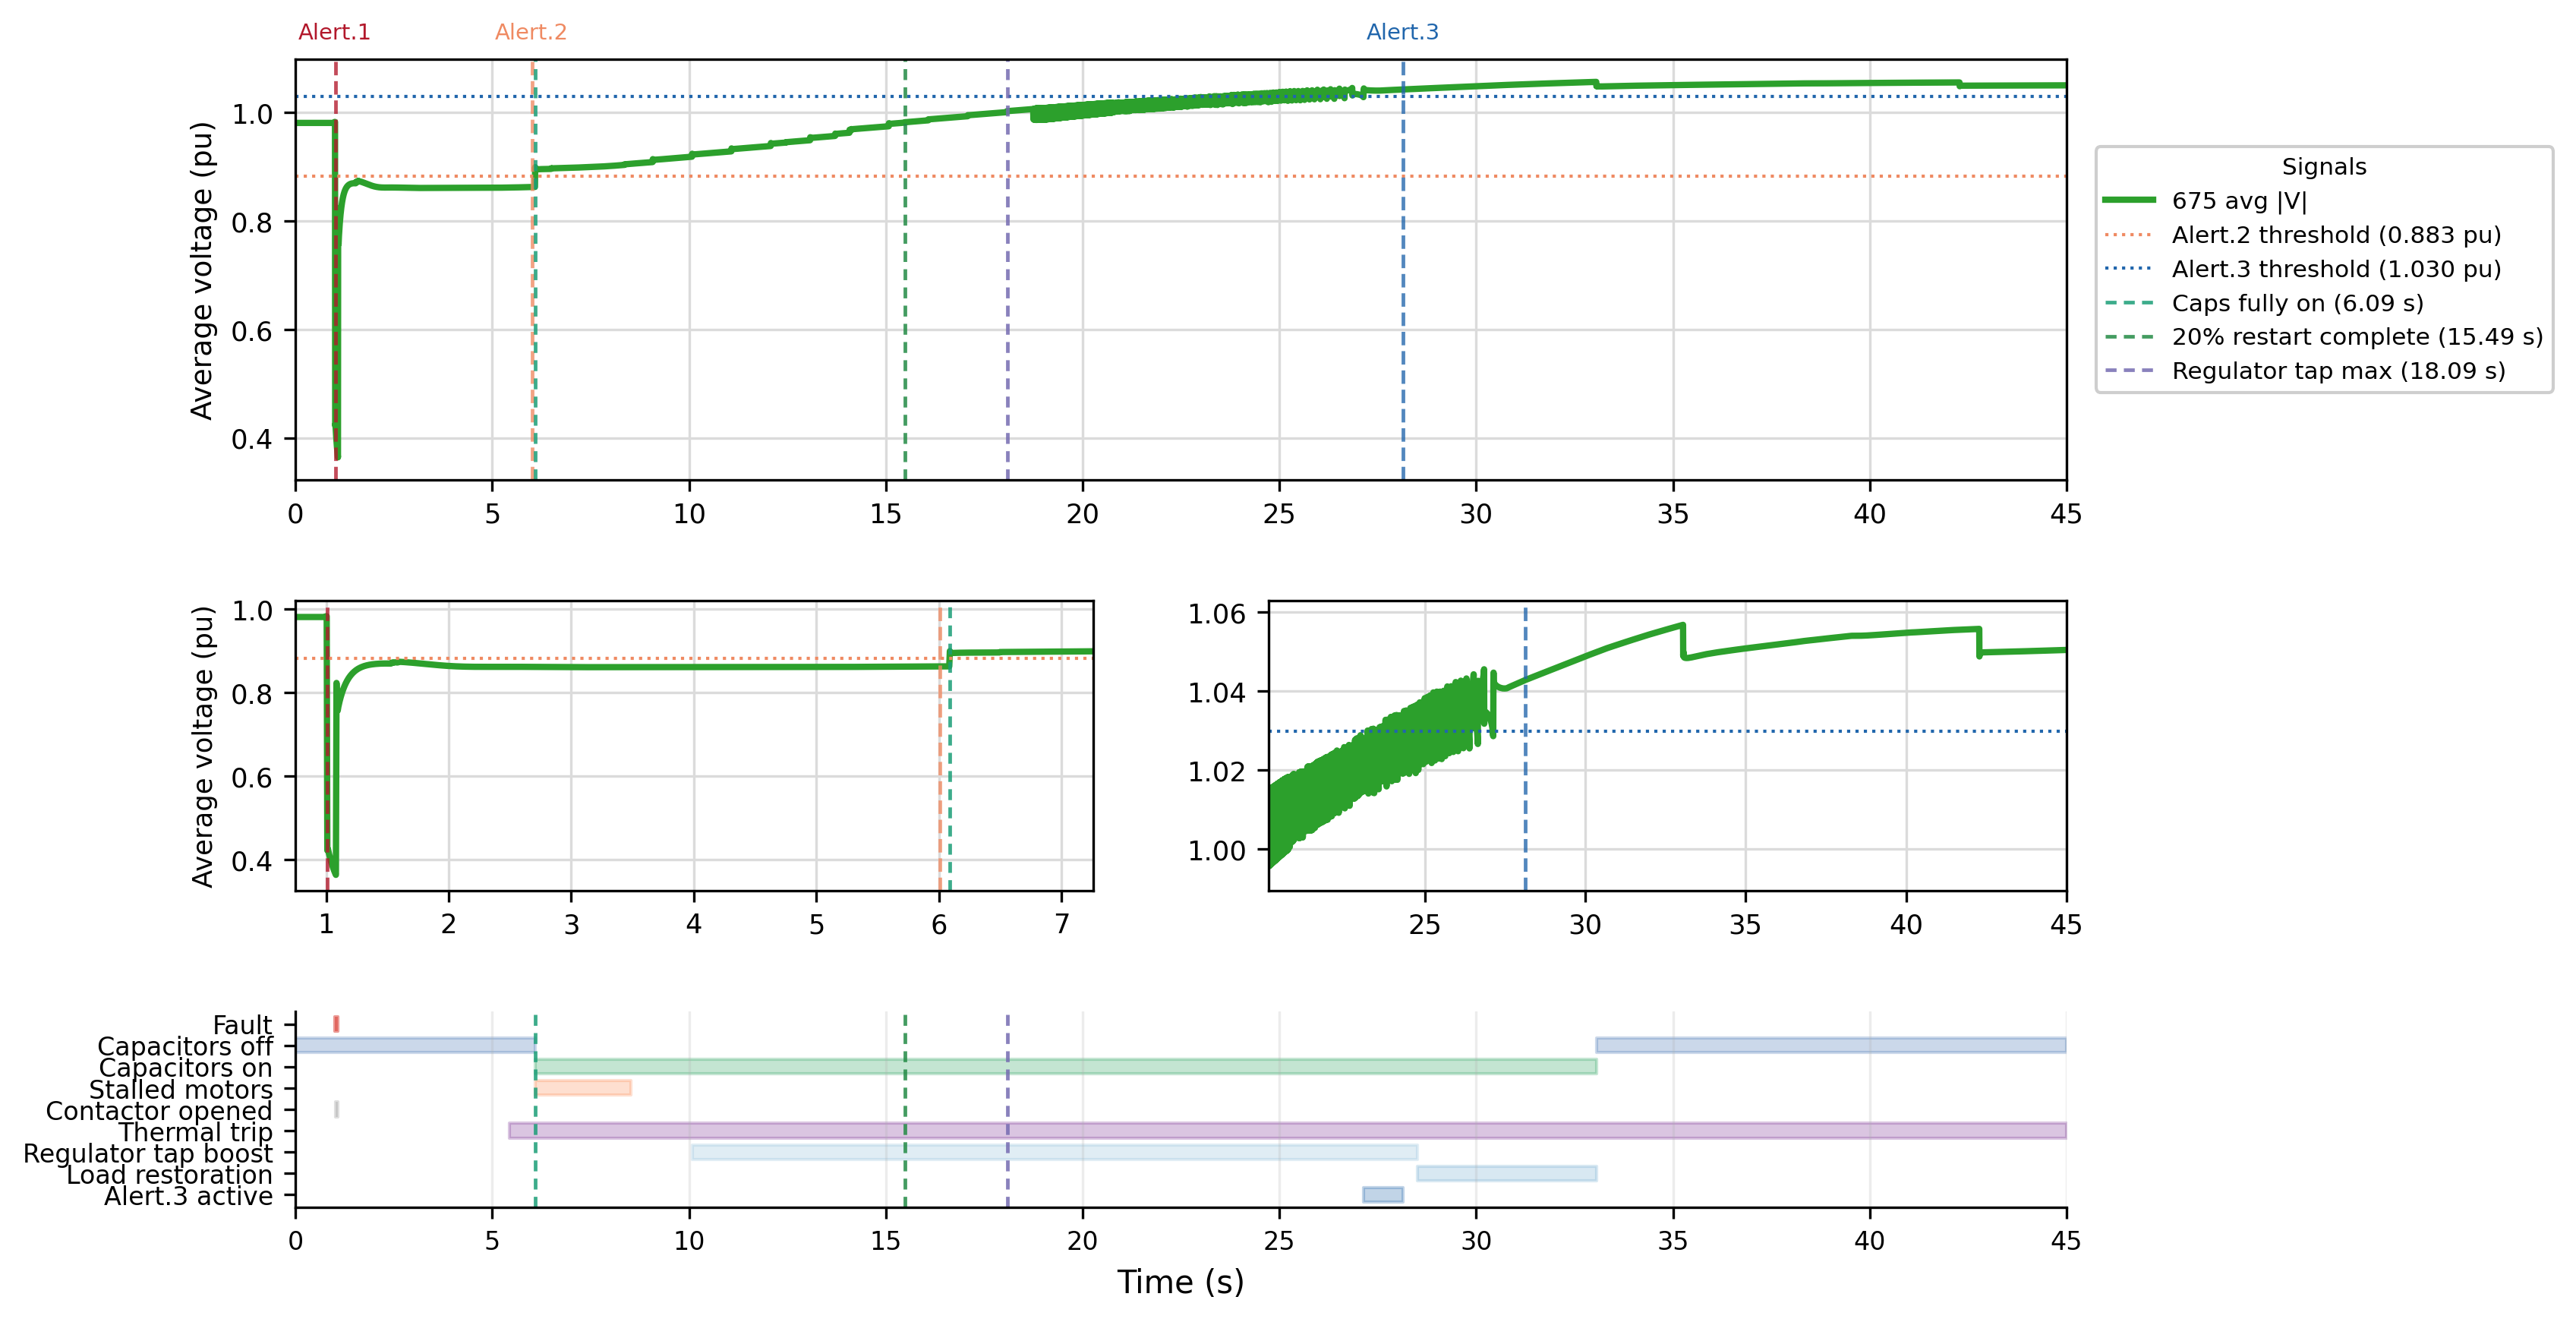 Alert.1 Alert.2 Alert.3
Average voltage (pu)
1.0
0.8
0.6
0.4
0 5 10 15 20 25 30 35 40 45
Signals
675 avg |V|
Alert.2 threshold (0.883 pu)
Alert.3 threshold (1.030 pu)
Caps fully on (6.09 s)
20% restart complete (15.49 s)
Regulator tap max (18.09 s)
Average voltage (pu)
1.0
0.8
0.6
0.4
1 2 3 4 5 6 7
1.06
1.04
1.02
1.00
25 30 35 40 45
Fault
Capacitors off
Capacitors on
Stalled motors
Contactor opened
Thermal trip
Regulator tap boost
Load restoration
Alert.3 active
0 5 10 15 20 25 30 35 40 45
Time (s)